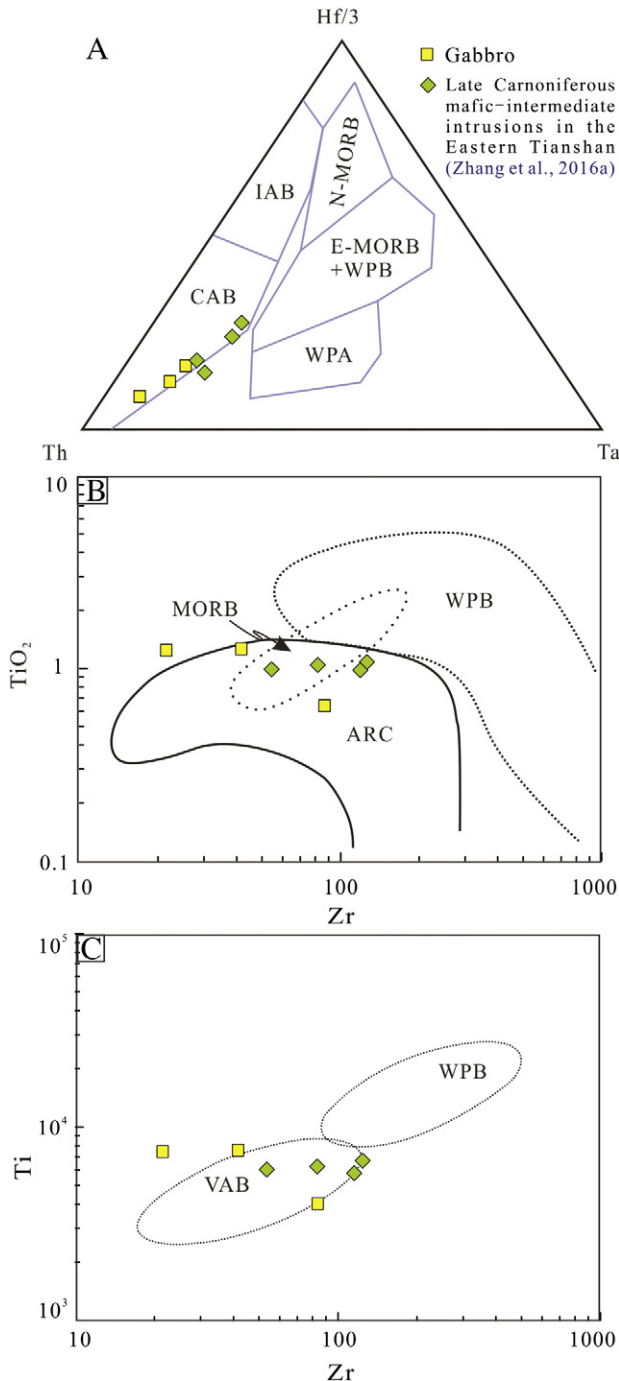 A
Hf/3
Gabbro
Late Carnoniferous
mafic-intermediate
intrusions in the
Eastern Tianshan
(Zhang et al., 2016a)
N-MORB
IAB
E-MORB
+WPB
CAB
WPA
Th
Ta
B
10
WPB
MORB
TiO2
1
ARC
0.1
10
100
1000
Zr
C
10^5
WPB
10^4
Ti
VAB
10^3
10
100
1000
Zr